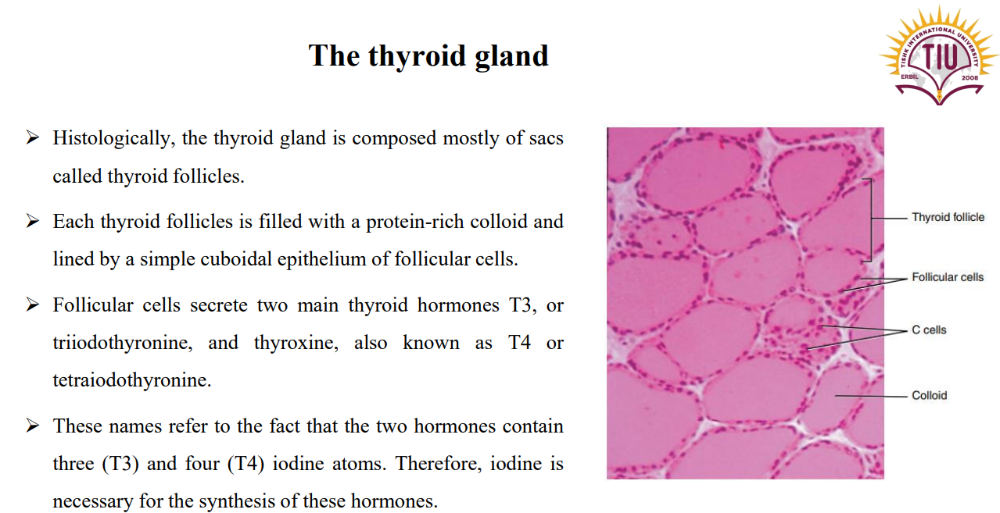 The thyroid gland
TISHK INTERNATIONAL UNIVERSITY
TIU
ERBIL 2008
➢ Histologically, the thyroid gland is composed mostly of sacs
called thyroid follicles.
➢ Each thyroid follicles is filled with a protein-rich colloid and
lined by a simple cuboidal epithelium of follicular cells.
➢ Follicular cells secrete two main thyroid hormones T3, or
triiodothyronine, and thyroxine, also known as T4 or
tetraiodothyronine.
➢ These names refer to the fact that the two hormones contain
three (T3) and four (T4) iodine atoms. Therefore, iodine is
necessary for the synthesis of these hormones.
Thyroid follicle
Follicular cells
C cells
Colloid